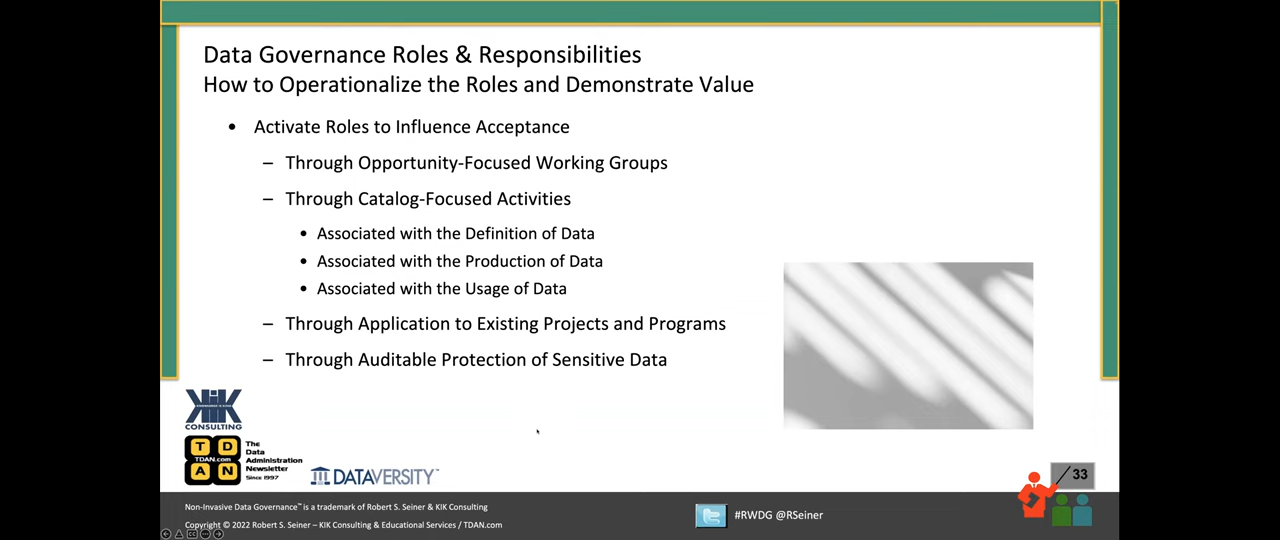 Data Governance Roles & Responsibilities
How to Operationalize the Roles and Demonstrate Value
• Activate Roles to Influence Acceptance
– Through Opportunity-Focused Working Groups
– Through Catalog-Focused Activities
• Associated with the Definition of Data
• Associated with the Production of Data
• Associated with the Usage of Data
– Through Application to Existing Projects and Programs
– Through Auditable Protection of Sensitive Data
KIK
CONSULTING
T D
TDAN.com
A N
The
Data
Administration
Newsletter
Since 1997
DATAVERSITY™
33
Non-Invasive Data Governance™ is a trademark of Robert S. Seiner & KIK Consulting
Copyright © 2022 Robert S. Seiner – KIK Consulting & Educational Services / TDAN.com
#RWDG @RSeiner